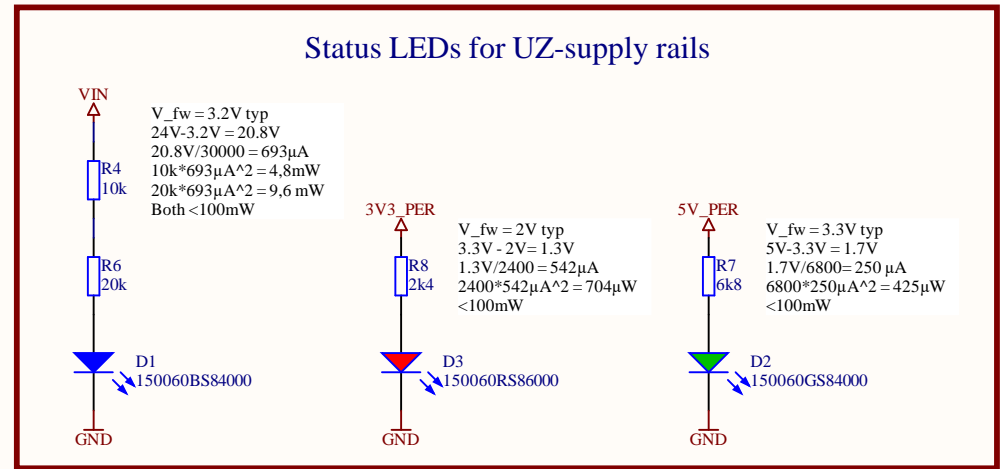 Status LEDs for UZ-supply rails
VIN
V_fw = 3.2V typ
24V-3.2V = 20.8V
20.8V/30000 = 693µA
10k*693µA^2 = 4,8mW
20k*693µA^2 = 9,6 mW
Both <100mW
R4
10k
R6
20k
D1
150060BS84000
GND
3V3_PER
V_fw = 2V typ
3.3V - 2V= 1.3V
1.3V/2400 = 542µA
2400*542µA^2 = 704µW
<100mW
R8
2k4
D3
150060RS86000
GND
5V_PER
V_fw = 3.3V typ
5V-3.3V = 1.7V
1.7V/6800= 250 µA
6800*250µA^2 = 425µW
<100mW
R7
6k8
D2
150060GS84000
GND